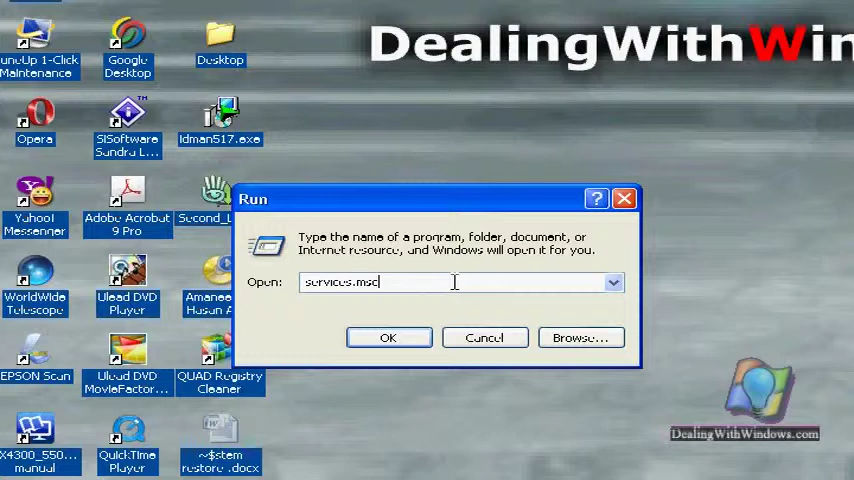 DealingWithWin
uneUp 1-Click
Maintenance
Google
Desktop
Desktop
Opera
SiSoftware
Sandra L...
idman517.exe
TM
Yahoo!
Messenger
Adobe Acrobat
9 Pro
Second_L
WorldWide
Telescope
Ulead DVD
Player
Amanee
Hasan A
EPSON Scan
Ulead DVD
MovieFactor...
QUAD Registry
Cleaner
X4300_550...
manual
QuickTime
Player
~$stem
restore .docx
Run
Type the name of a program, folder, document, or
Internet resource, and Windows will open it for you.
Open:
services.msc
OK
Cancel
Browse...
DealingWithWindows.com